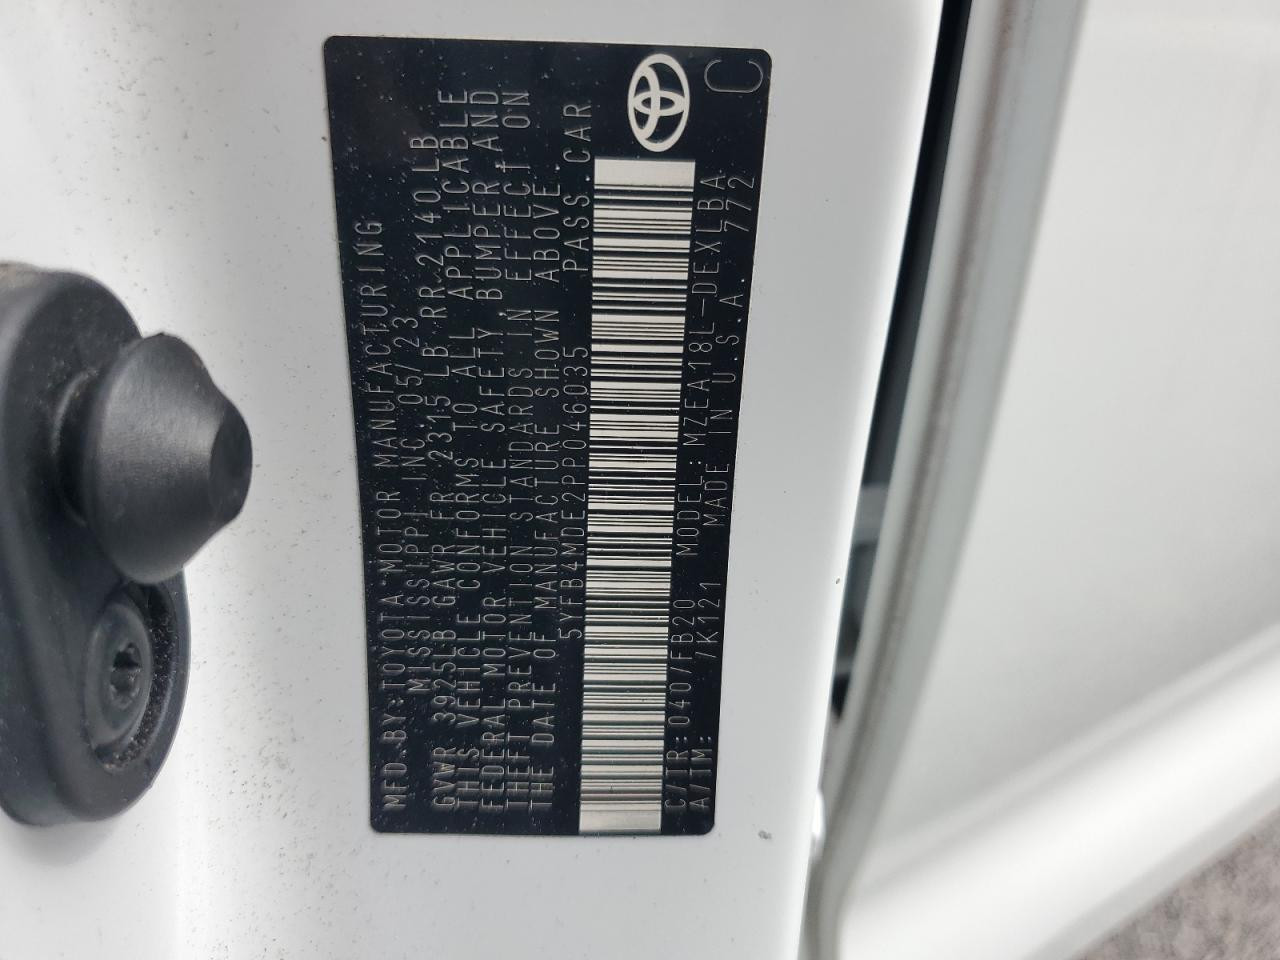 MFD.BY:TOYOTA MOTOR MANUFACTURING
MISSISSIPPI INC.05/23
GVWR 3925LB GAWR FR 2315 LB RR 2140LB
THIS VEHICLE CONFORMS TO ALL APPLICABLE
FEDERAL MOTOR VEHICLE SAFETY, BUMPER AND
THEFT PREVENTION STANDARDS IN EFFECT ON
THE DATE OF MANUFACTURE SHOWN ABOVE.
5YFB4MDE2PP046035 PASS.CAR
C/TR:040/FB20 MODEL:MZEA18L-DEXLBA
A/TM: /K121 MADE IN U.S.A. 772
C